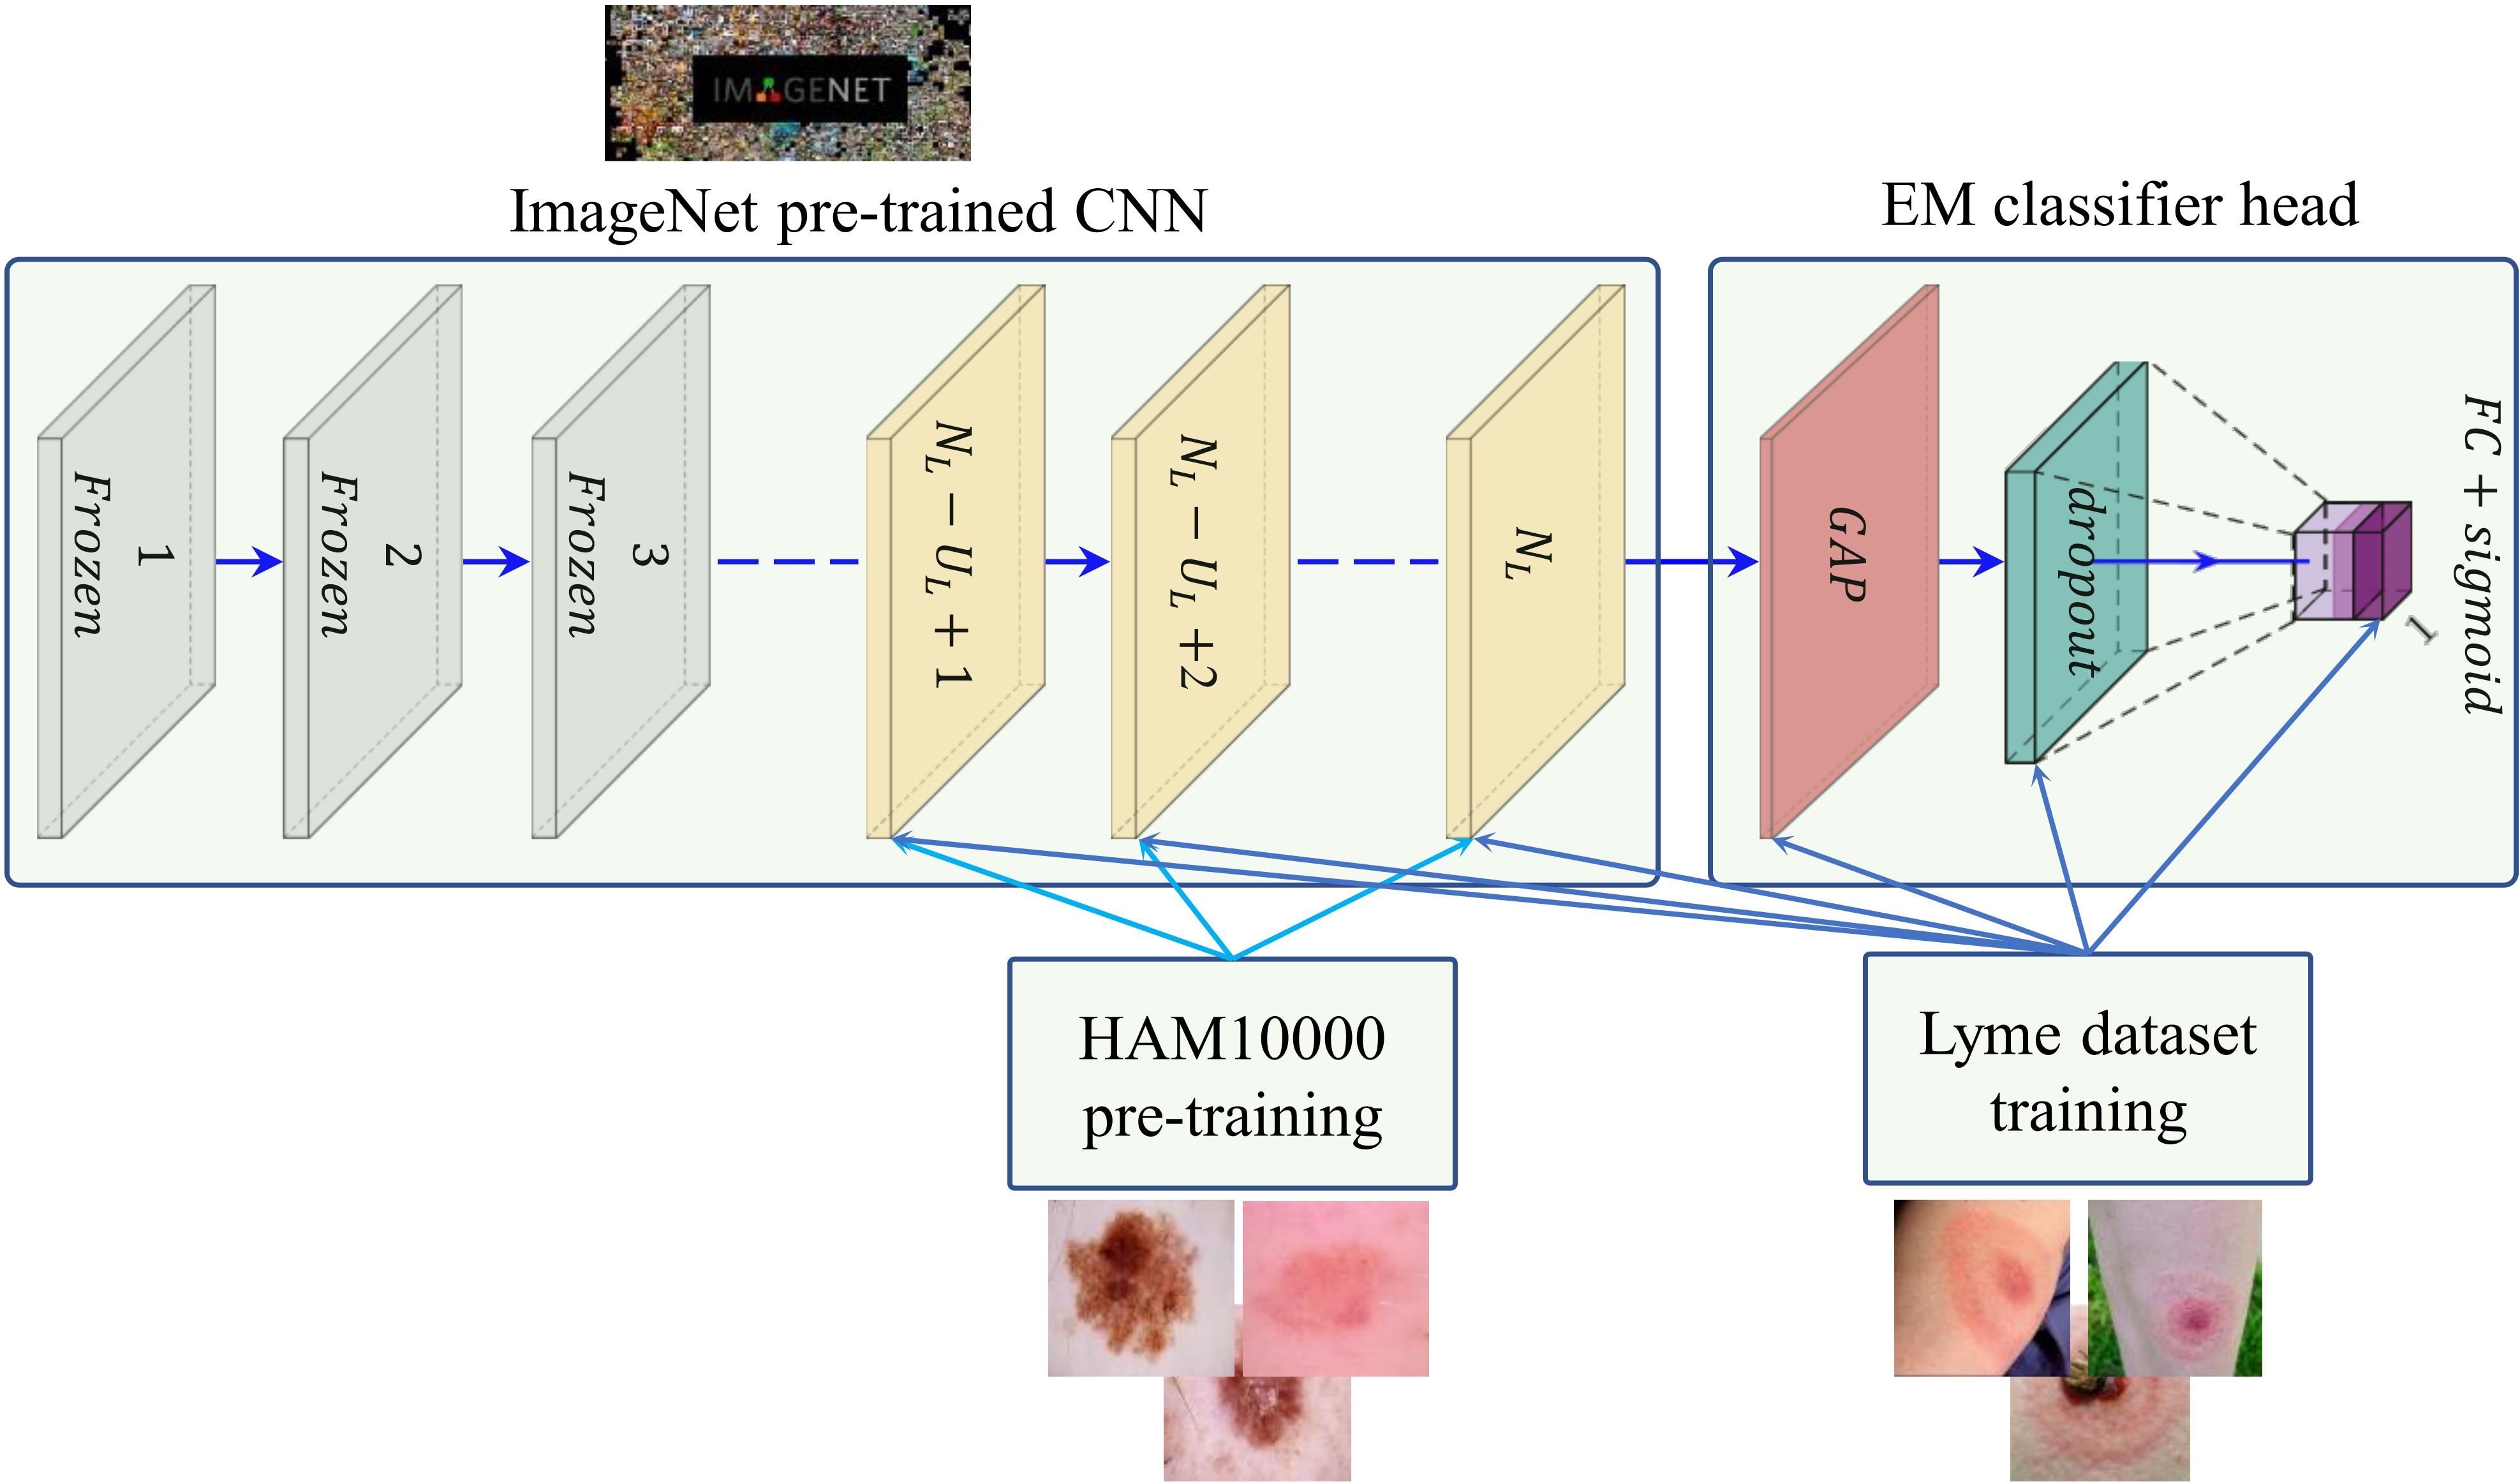 IMAGENET
ImageNet pre-trained CNN
EM classifier head
Frozen
1
Frozen
2
Frozen
3
N_L − U_L + 1
N_L − U_L +2
N_L
GAP
dropout
1
FC + sigmoid
HAM10000
pre-training
Lyme dataset
training